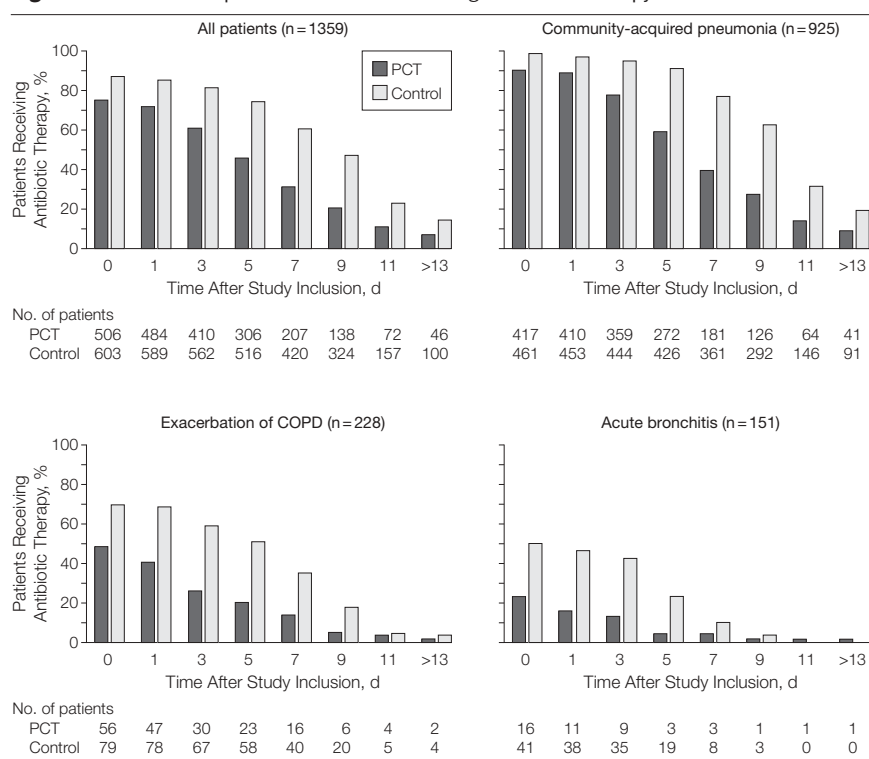 All patients (n=1359)
100
80
60
40
20
0
Patients Receiving
Antibiotic Therapy, %
PCT
Control
0 1 3 5 7 9 11 >13
Time After Study Inclusion, d
No. of patients
PCT 506 484 410 306 207 138 72 46
Control 603 589 562 516 420 324 157 100
Community-acquired pneumonia (n=925)
0 1 3 5 7 9 11 >13
Time After Study Inclusion, d
417 410 359 272 181 126 64 41
461 453 444 426 361 292 146 91
Exacerbation of COPD (n=228)
100
80
60
40
20
0
Patients Receiving
Antibiotic Therapy, %
0 1 3 5 7 9 11 >13
Time After Study Inclusion, d
No. of patients
PCT 56 47 30 23 16 6 4 2
Control 79 78 67 58 40 20 5 4
Acute bronchitis (n=151)
0 1 3 5 7 9 11 >13
Time After Study Inclusion, d
16 11 9 3 3 1 1 1
41 38 35 19 8 3 0 0